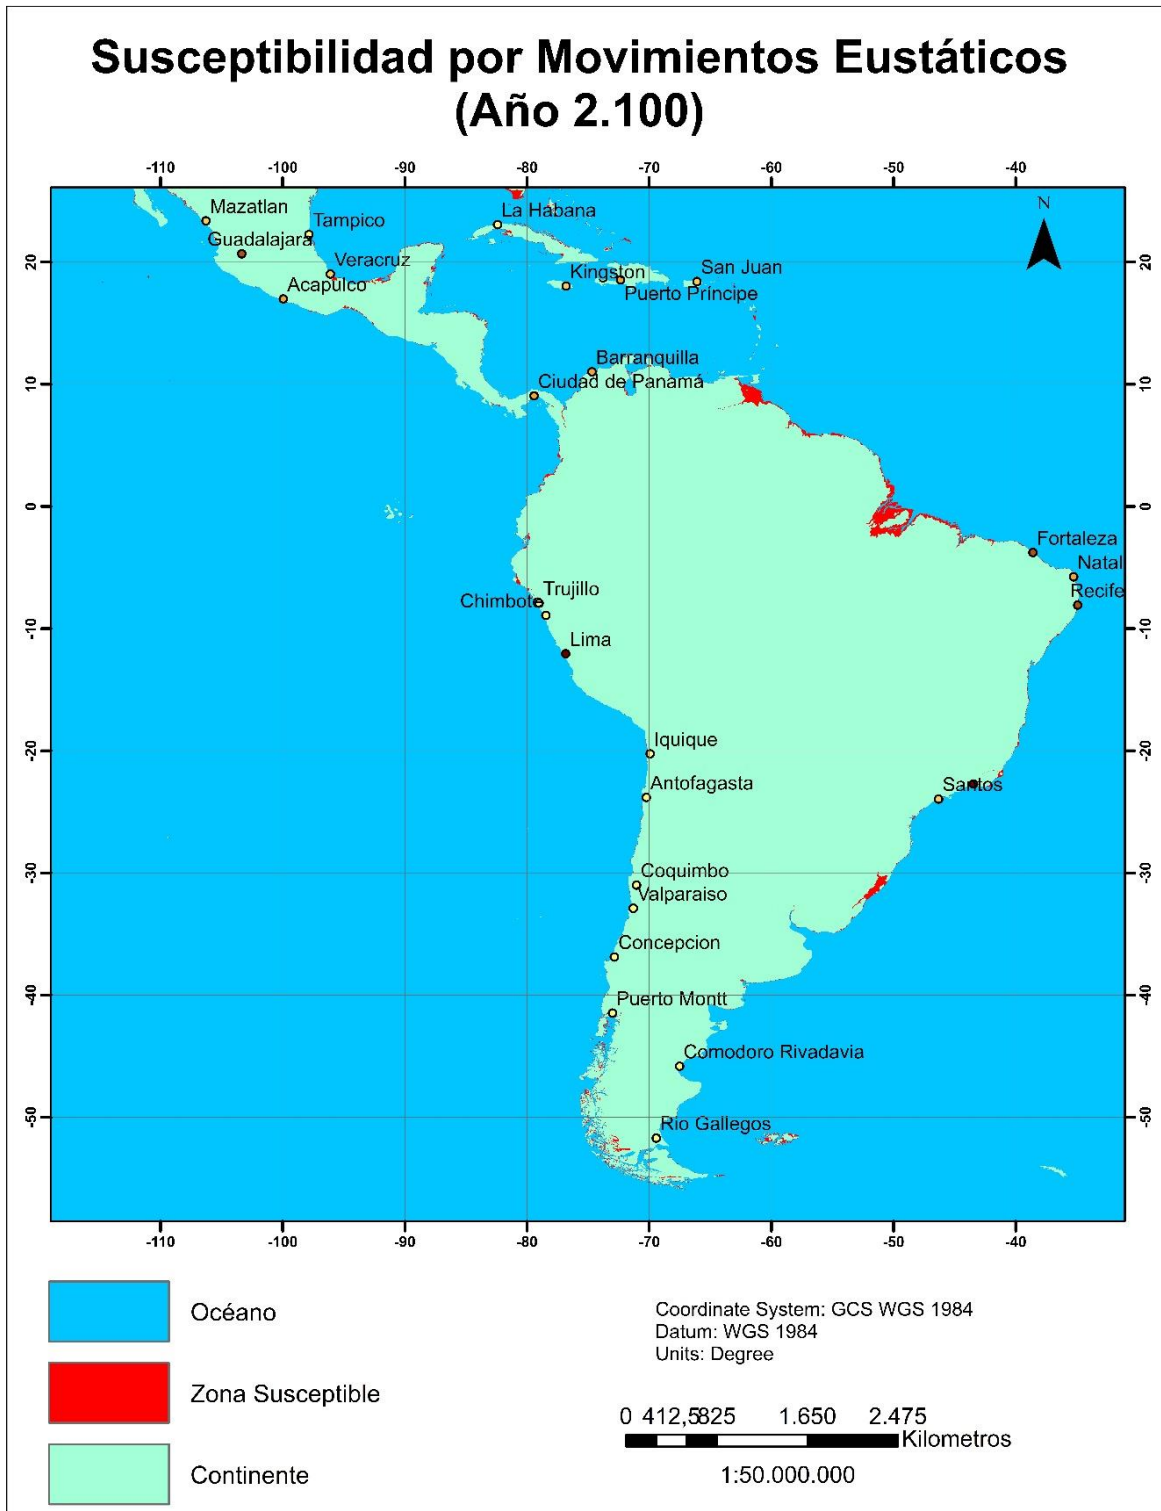 Susceptibilidad por Movimientos Eustáticos
(Año 2.100)
-110 -100 -90 -80 -70 -60 -50 -40
N
Mazatlan
Tampico
La Habana
Guadalajara
Veracruz
20 20
Kingston
San Juan
Acapulco
Puerto Príncipe
Barranquilla
10 Ciudad de Panamá 10
0 0
Fortaleza
Natal
Trujillo
Recife
Chimbote
-10 -10
Lima
Iquique
-20 -20
Antofagasta
Santos
-30 Coquimbo -30
Valparaiso
Concepcion
-40 Puerto Montt -40
Comodoro Rivadavia
-50 Río Gallegos -50
-110 -100 -90 -80 -70 -60 -50 -40
Océano
Zona Susceptible
Continente
Coordinate System: GCS WGS 1984
Datum: WGS 1984
Units: Degree
0 412,5 825 1.650 2.475
Kilometros
1:50.000.000